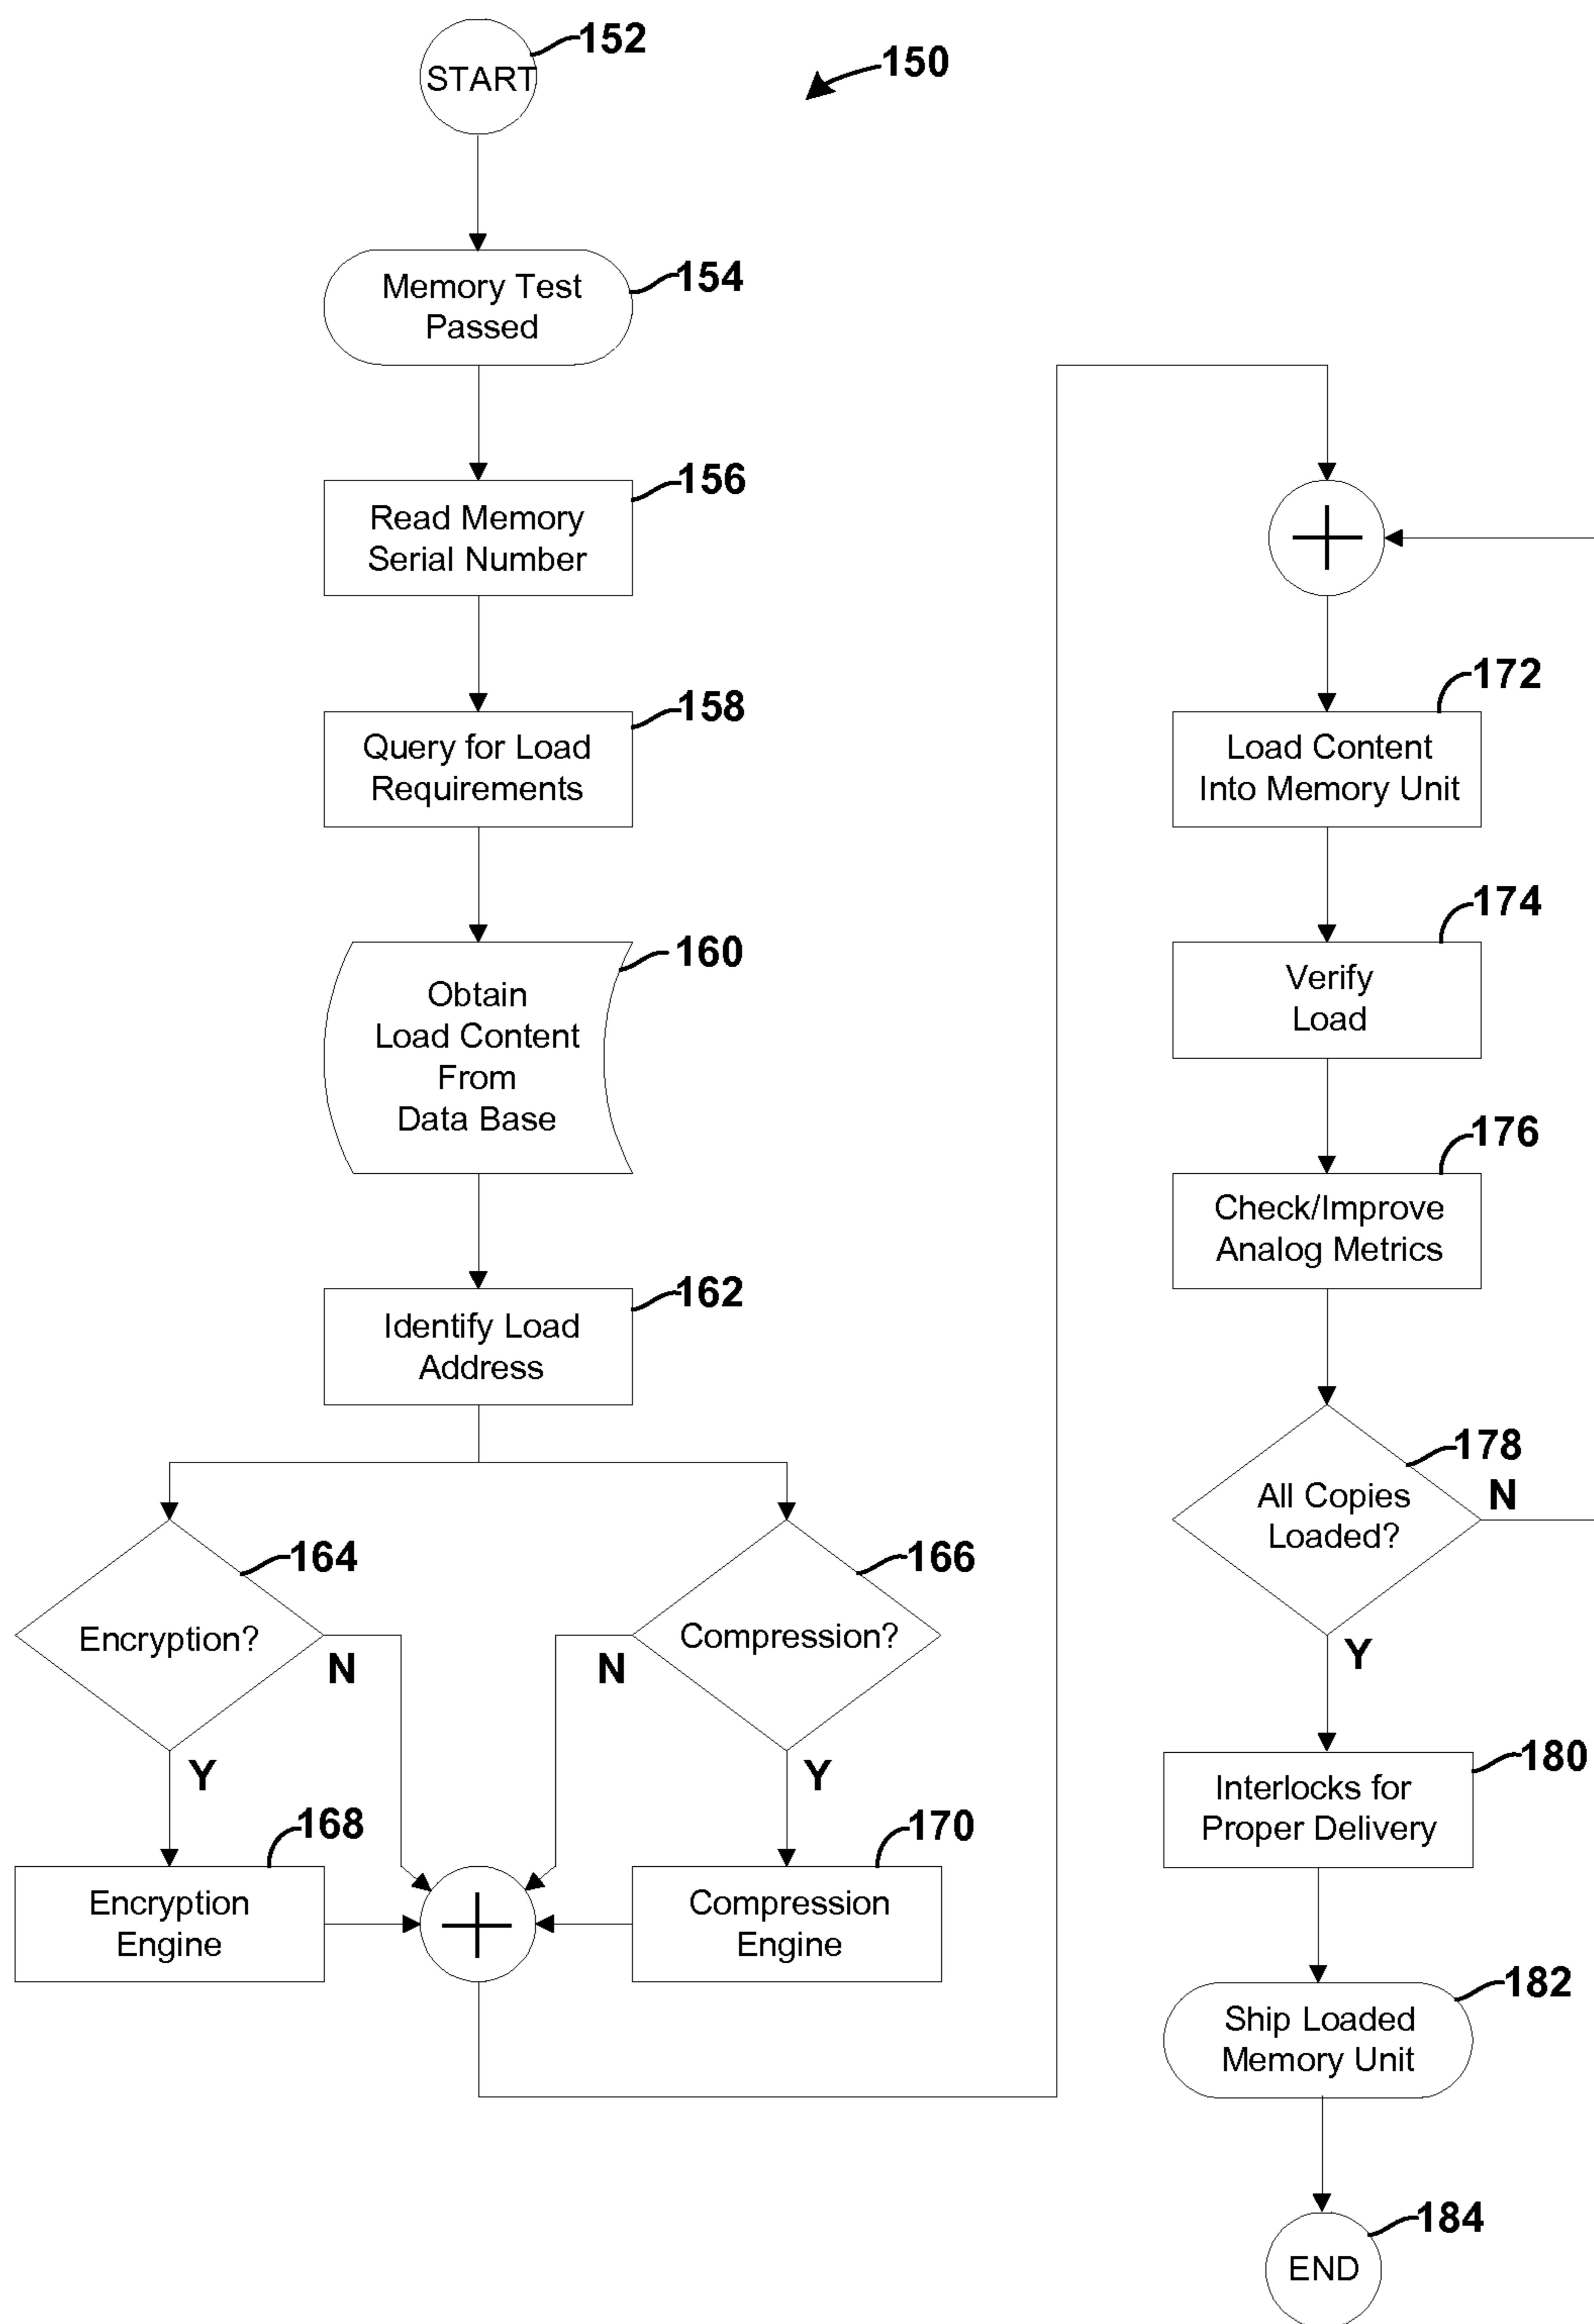 START
152
150
Memory Test
Passed
154
Read Memory
Serial Number
156
Query for Load
Requirements
158
Obtain
Load Content
From
Data Base
160
Identify Load
Address
162
Encryption?
164
N
Y
Compression?
166
N
Y
Encryption
Engine
168
Compression
Engine
170
Load Content
Into Memory Unit
172
Verify
Load
174
Check/Improve
Analog Metrics
176
All Copies
Loaded?
178
N
Y
Interlocks for
Proper Delivery
180
Ship Loaded
Memory Unit
182
END
184